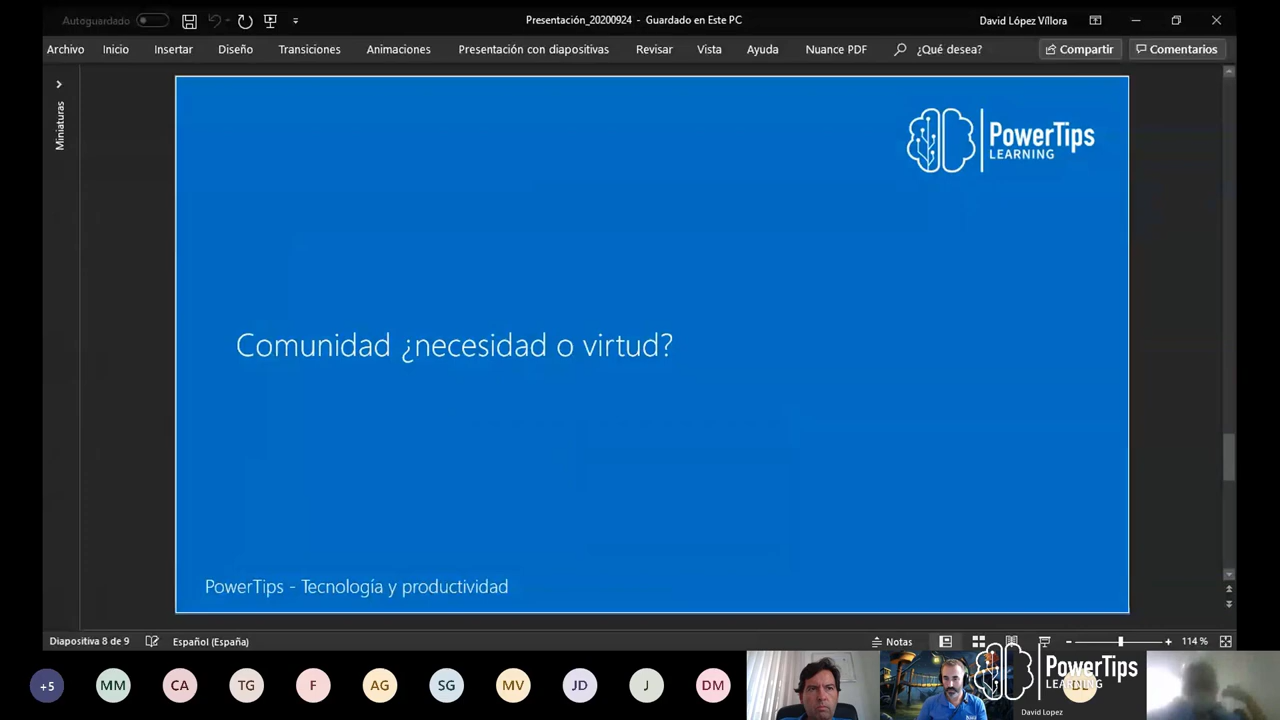 Autoguardado
Presentación_20200924 - Guardado en Este PC
David López Víllora
Archivo Inicio Insertar Diseño Transiciones Animaciones Presentación con diapositivas Revisar Vista Ayuda Nuance PDF ¿Qué desea? Compartir Comentarios
Miniaturas
PowerTips
LEARNING
Comunidad ¿necesidad o virtud?
PowerTips - Tecnología y productividad
Diapositiva 8 de 9 Español (España) Notas 114 %
+5 MM CA TG F AG SG MV JD J DM
PowerTips
LEARNING
David Lopez